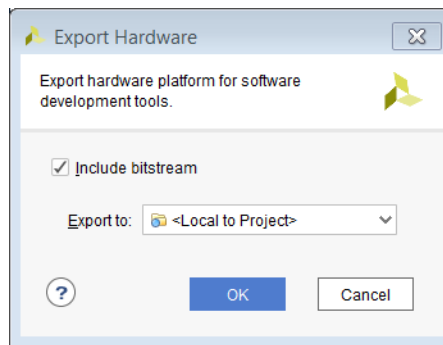 Export Hardware
Export hardware platform for software
development tools.
Include bitstream
Export to: <Local to Project>
?
OK Cancel